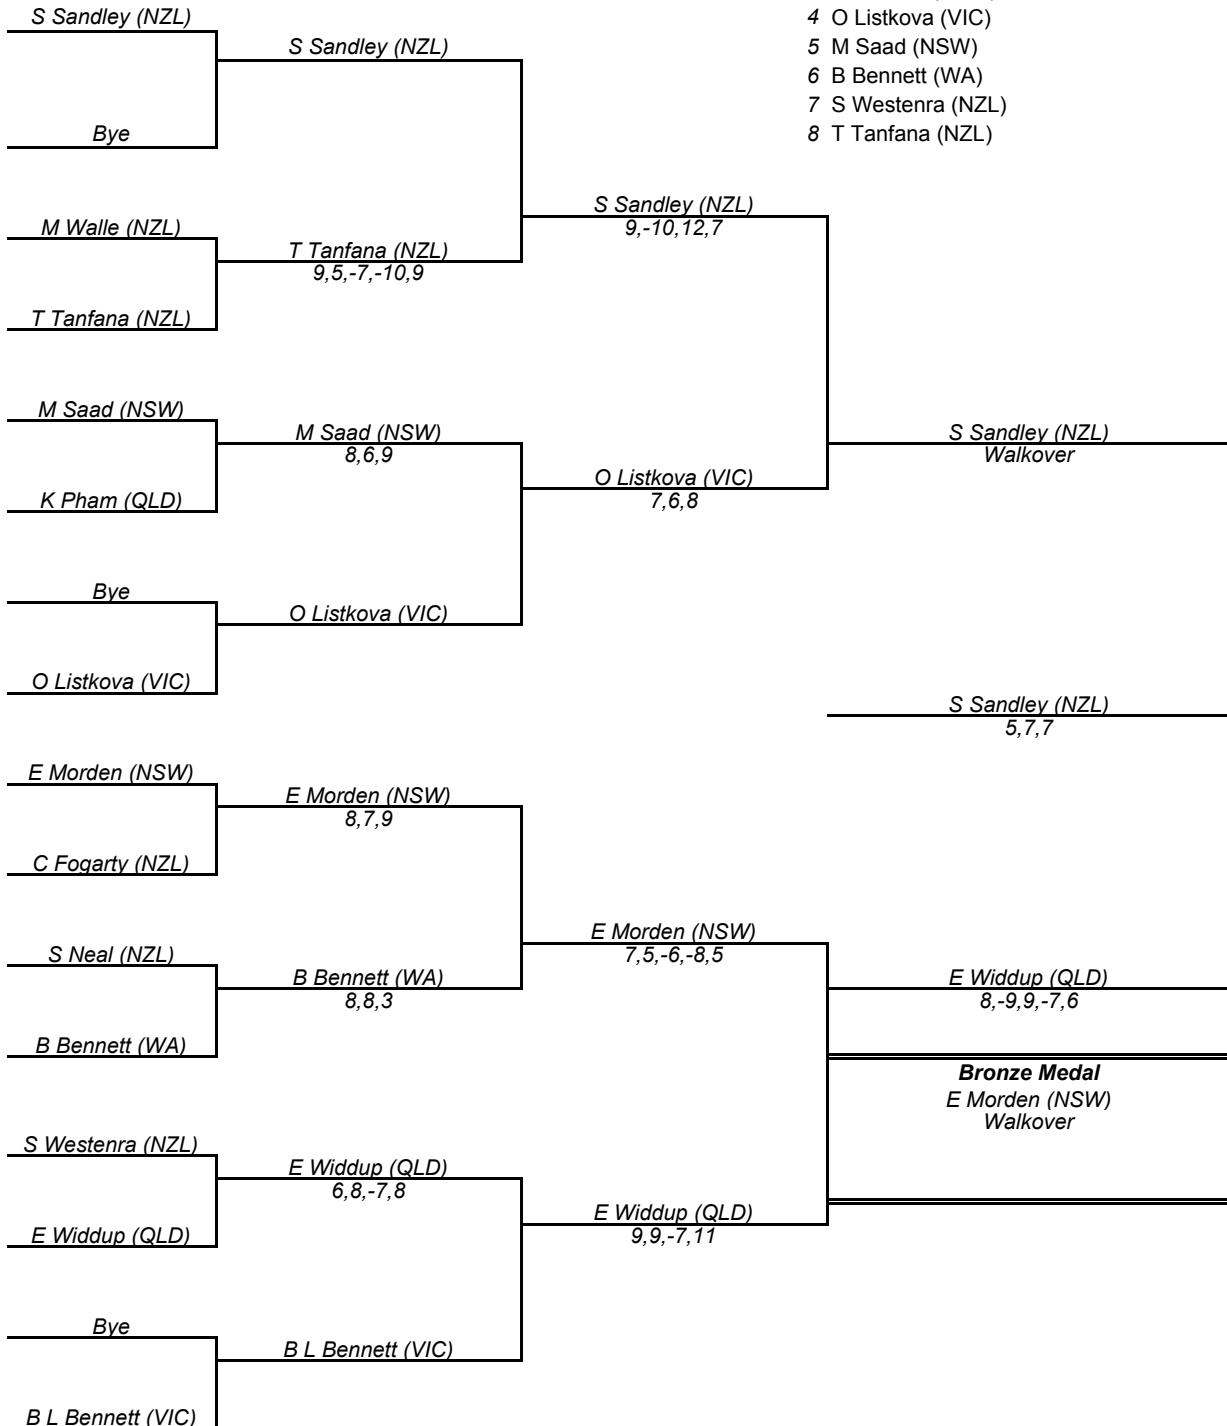 4 O Listkova (VIC)
5 M Saad (NSW)
6 B Bennett (WA)
7 S Westenra (NZL)
8 T Tanfana (NZL)
S Sandley (NZL)
Bye
M Walle (NZL)
T Tanfana (NZL)
M Saad (NSW)
K Pham (QLD)
Bye
O Listkova (VIC)
E Morden (NSW)
C Fogarty (NZL)
S Neal (NZL)
B Bennett (WA)
S Westenra (NZL)
E Widdup (QLD)
Bye
B L Bennett (VIC)
S Sandley (NZL)
T Tanfana (NZL)
9,5,-7,-10,9
M Saad (NSW)
8,6,9
O Listkova (VIC)
E Morden (NSW)
8,7,9
B Bennett (WA)
8,8,3
E Widdup (QLD)
6,8,-7,8
B L Bennett (VIC)
S Sandley (NZL)
9,-10,12,7
O Listkova (VIC)
7,6,8
E Morden (NSW)
7,5,-6,-8,5
E Widdup (QLD)
9,9,-7,11
S Sandley (NZL)
Walkover
S Sandley (NZL)
5,7,7
E Widdup (QLD)
8,-9,9,-7,6
Bronze Medal
E Morden (NSW)
Walkover